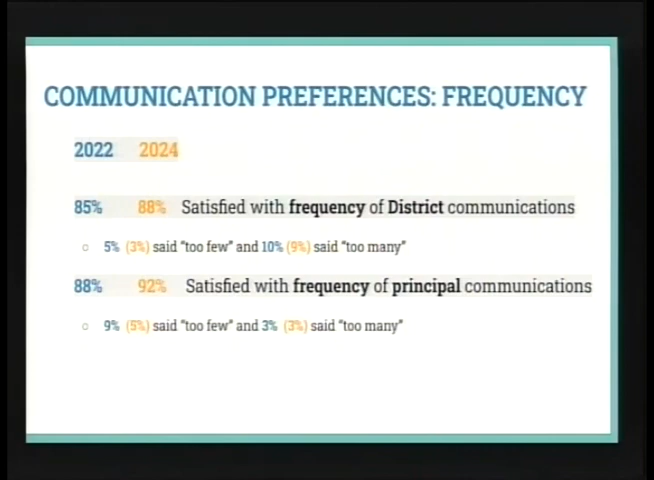 COMMUNICATION PREFERENCES: FREQUENCY
2022 2024
85% 88% Satisfied with frequency of District communications
○ 5% (3%) said "too few" and 10% (9%) said "too many"
88% 92% Satisfied with frequency of principal communications
○ 9% (5%) said "too few" and 3% (3%) said "too many"